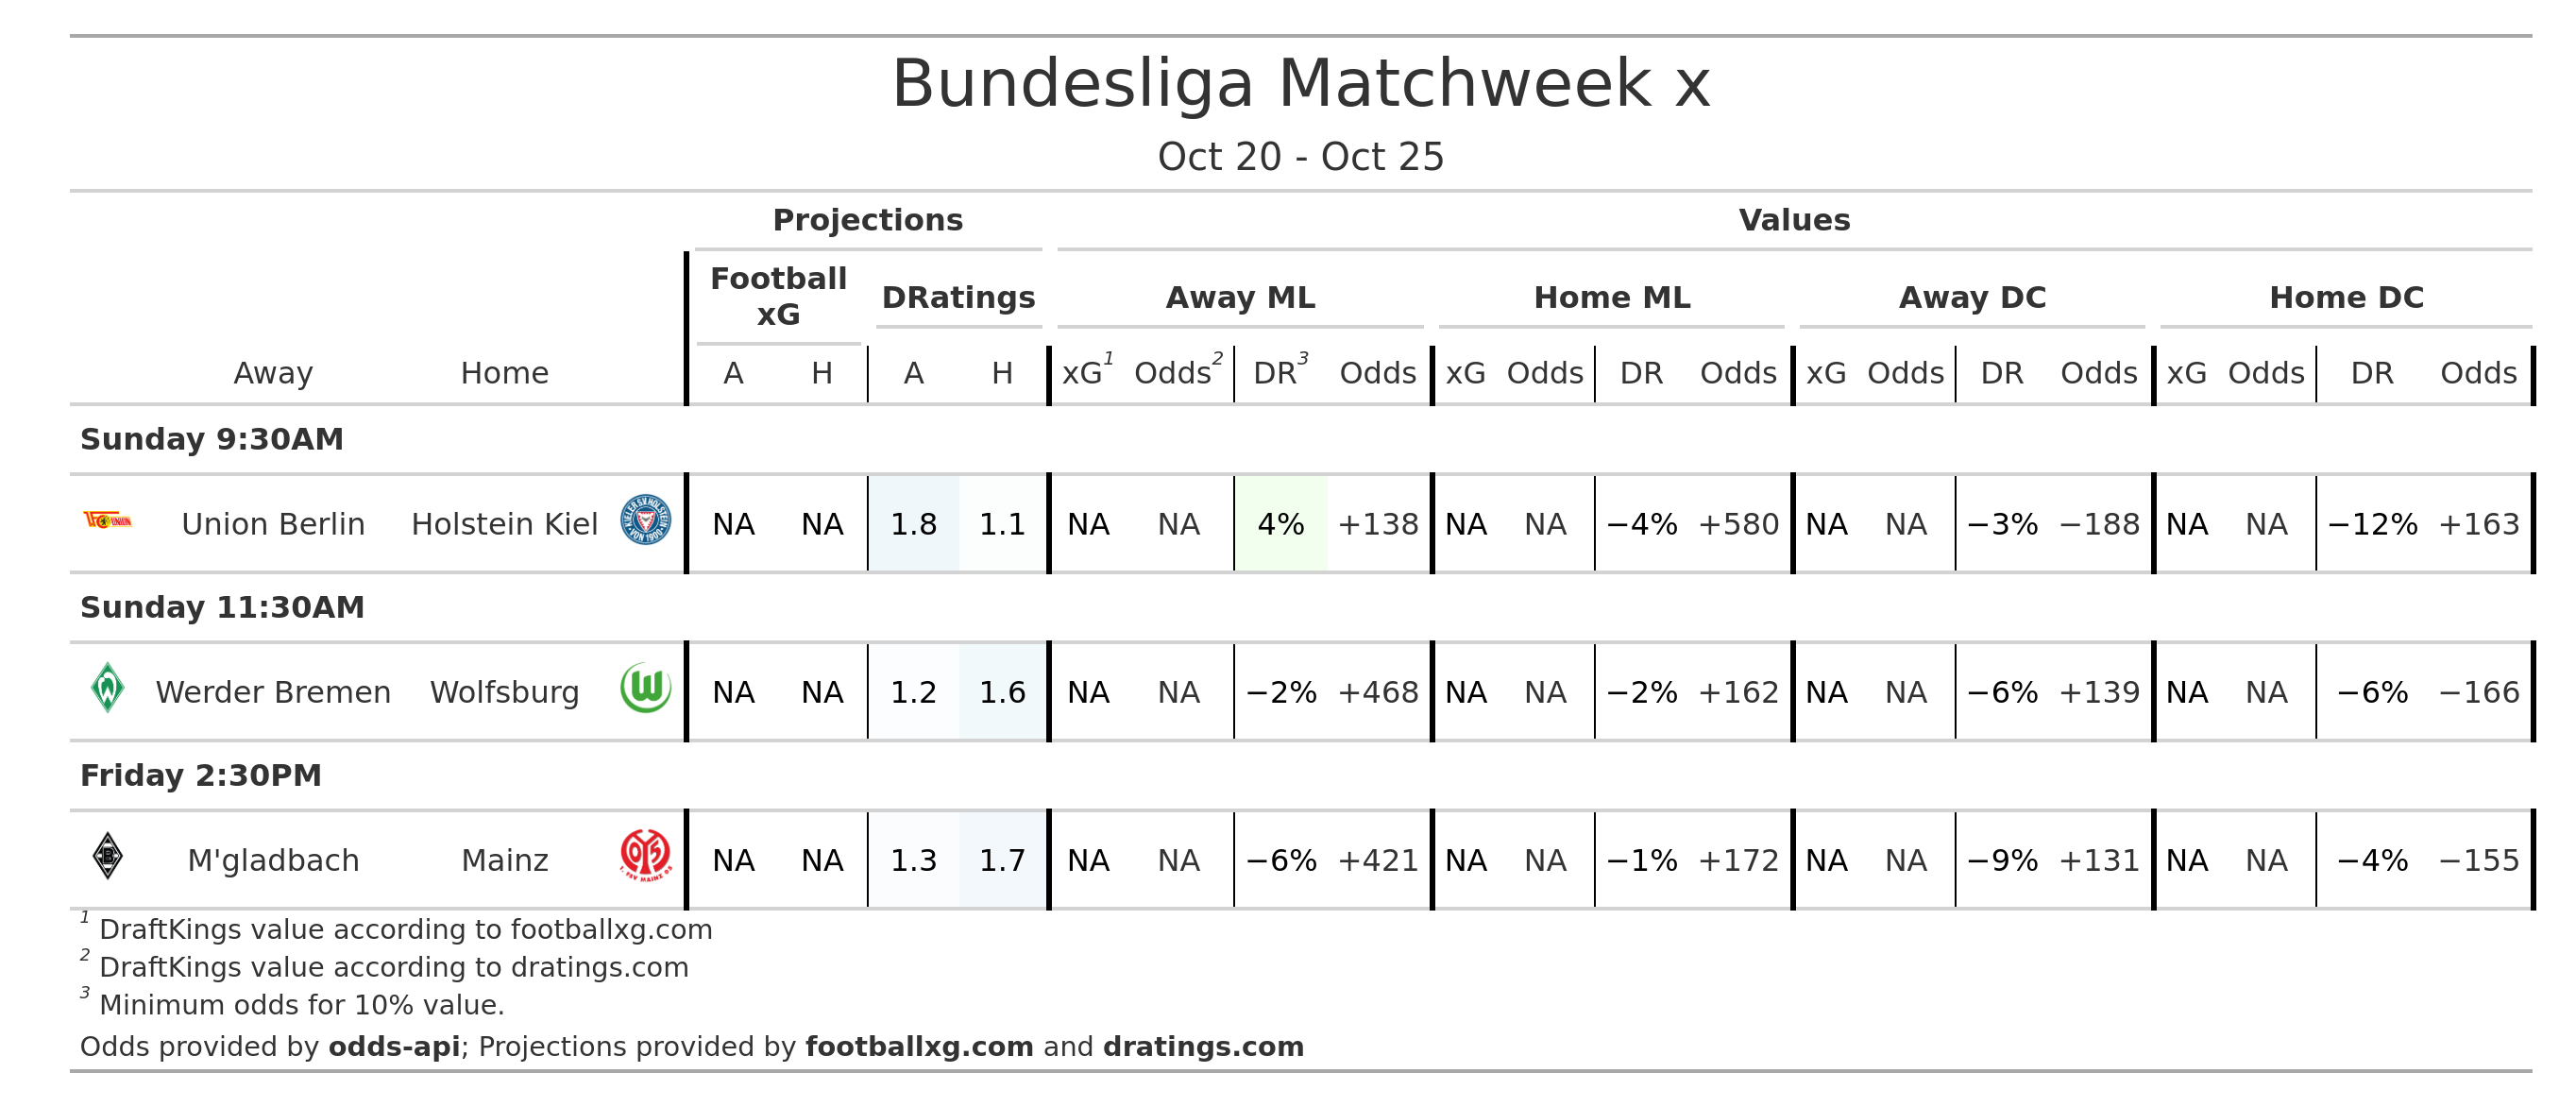 Bundesliga Matchweek x
Oct 20 - Oct 25
Projections Values
Football xG DRatings Away ML Home ML Away DC Home DC
Away Home A H A H xG1 Odds2 DR3 Odds xG Odds DR Odds xG Odds DR Odds xG Odds DR Odds
Sunday 9:30AM
Union Berlin Holstein Kiel NA NA 1.8 1.1 NA NA 4% +138 NA NA −4% +580 NA NA −3% −188 NA NA −12% +163
Sunday 11:30AM
Werder Bremen Wolfsburg NA NA 1.2 1.6 NA NA −2% +468 NA NA −2% +162 NA NA −6% +139 NA NA −6% −166
Friday 2:30PM
M'gladbach Mainz NA NA 1.3 1.7 NA NA −6% +421 NA NA −1% +172 NA NA −9% +131 NA NA −4% −155
1 DraftKings value according to footballxg.com
2 DraftKings value according to dratings.com
3 Minimum odds for 10% value.
Odds provided by odds-api; Projections provided by footballxg.com and dratings.com